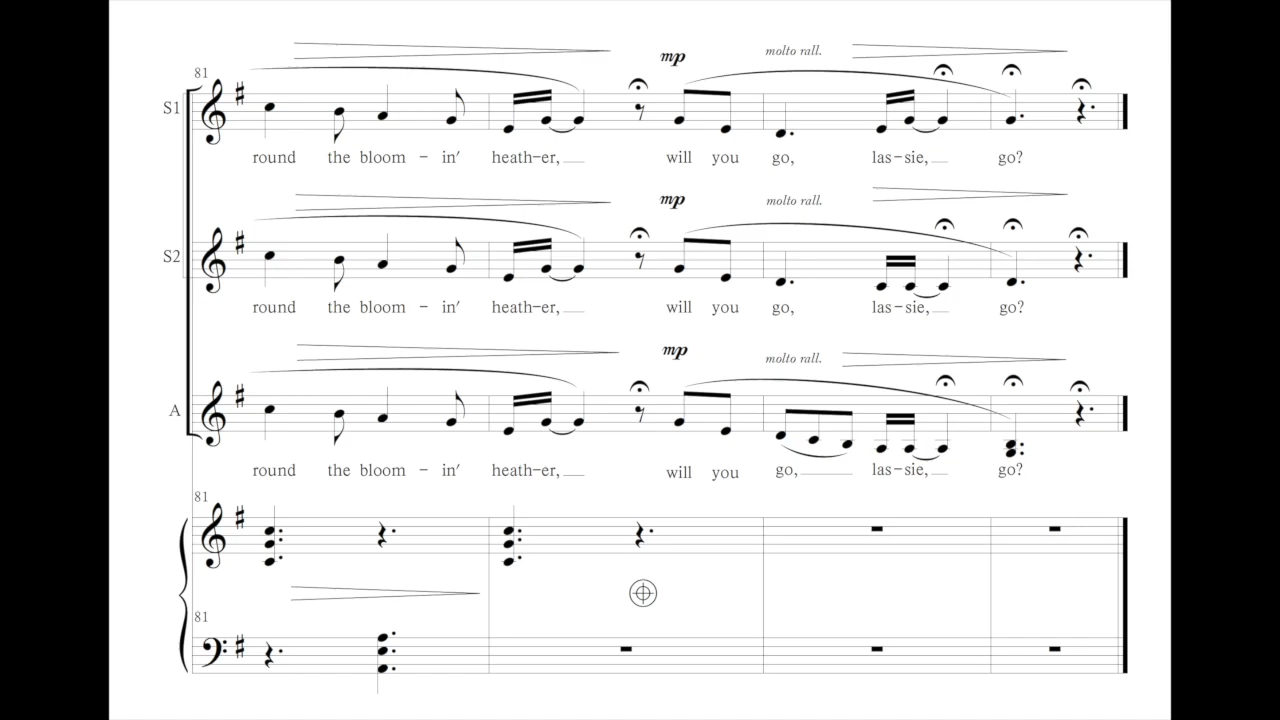 mp molto rall.
81
S1
round the bloom - in' heath-er, will you go, las-sie, go?
mp molto rall.
S2
round the bloom - in' heath-er, will you go, las-sie, go?
mp molto rall.
A
round the bloom - in' heath-er, will you go, las-sie, go?
81
81